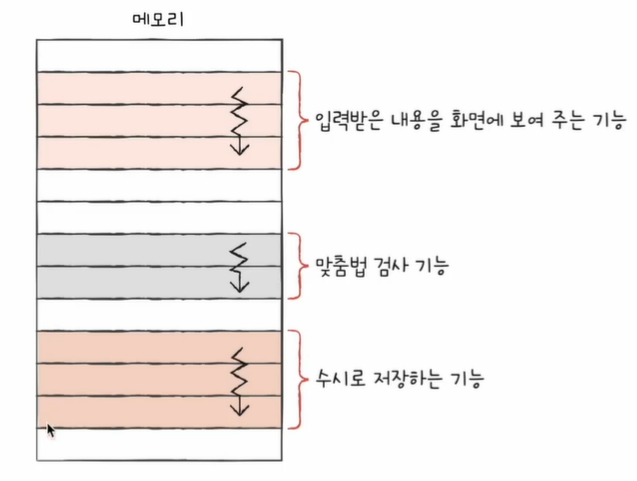 메모리
입력받은 내용을 화면에 보여 주는 기능
맞춤법 검사 기능
수시로 저장하는 기능